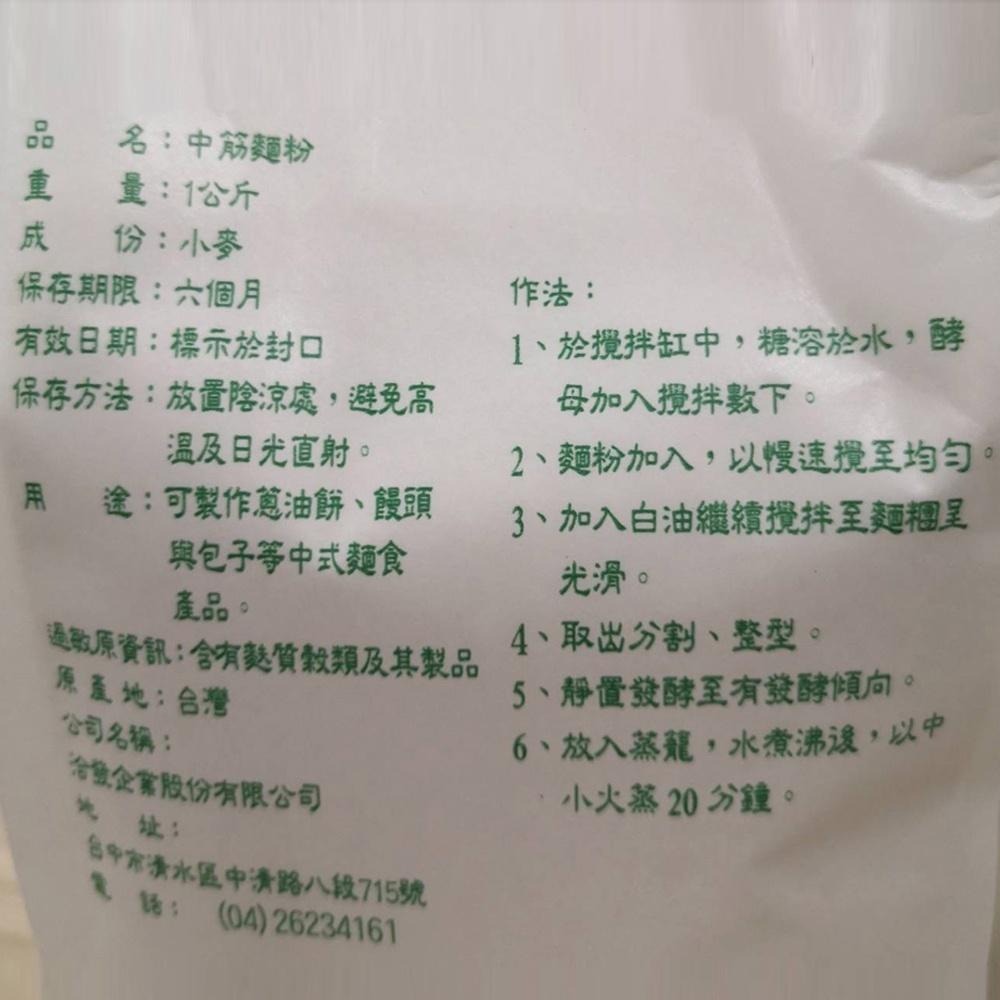 品　　名：中筋麵粉
重　　量：1公斤
成　　份：小麥
保存期限：六個月
有效日期：標示於封口
保存方法：放置陰涼處，避免高
溫及日光直射。
用　　途：可製作蔥油餅、饅頭
與包子等中式麵食
產品。
過敏原資訊：含有麩質穀類及其製品
原產地：台灣
公司名稱：
洽發企業股份有限公司
地　　址：
台中市清水區中清路八段715號
電　　話：　(04) 26234161
作法：
1、於攪拌缸中，糖溶於水，酵
母加入攪拌數下。
2、麵粉加入，以慢速攪至均勻。
3、加入白油繼續攪拌至麵糰呈
光滑。
4、取出分割、整型。
5、靜置發酵至有發酵傾向。
6、放入蒸籠，水煮沸後，以中
小火蒸 20 分鐘。